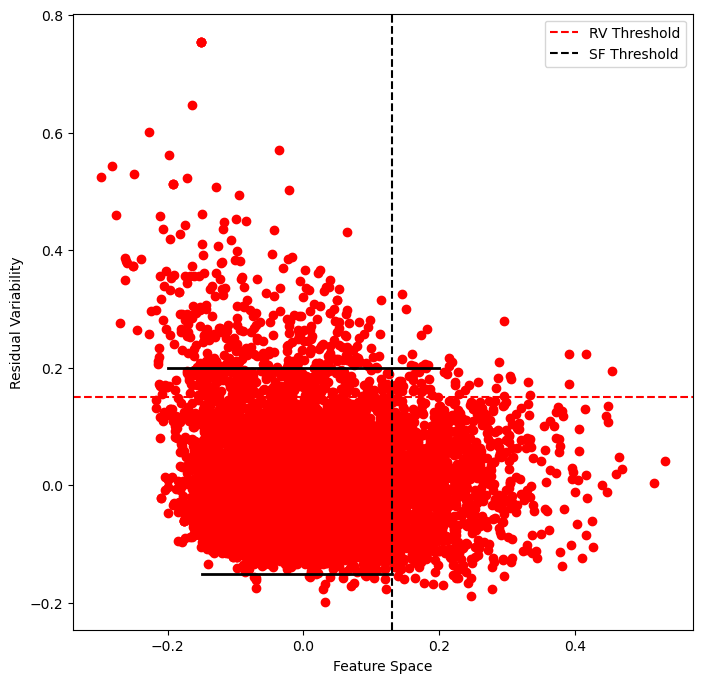 0.8
RV Threshold
SF Threshold
0.6
0.4
0.2
0.0
−0.2
Residual Variability
−0.2
0.0
0.2
0.4
Feature Space